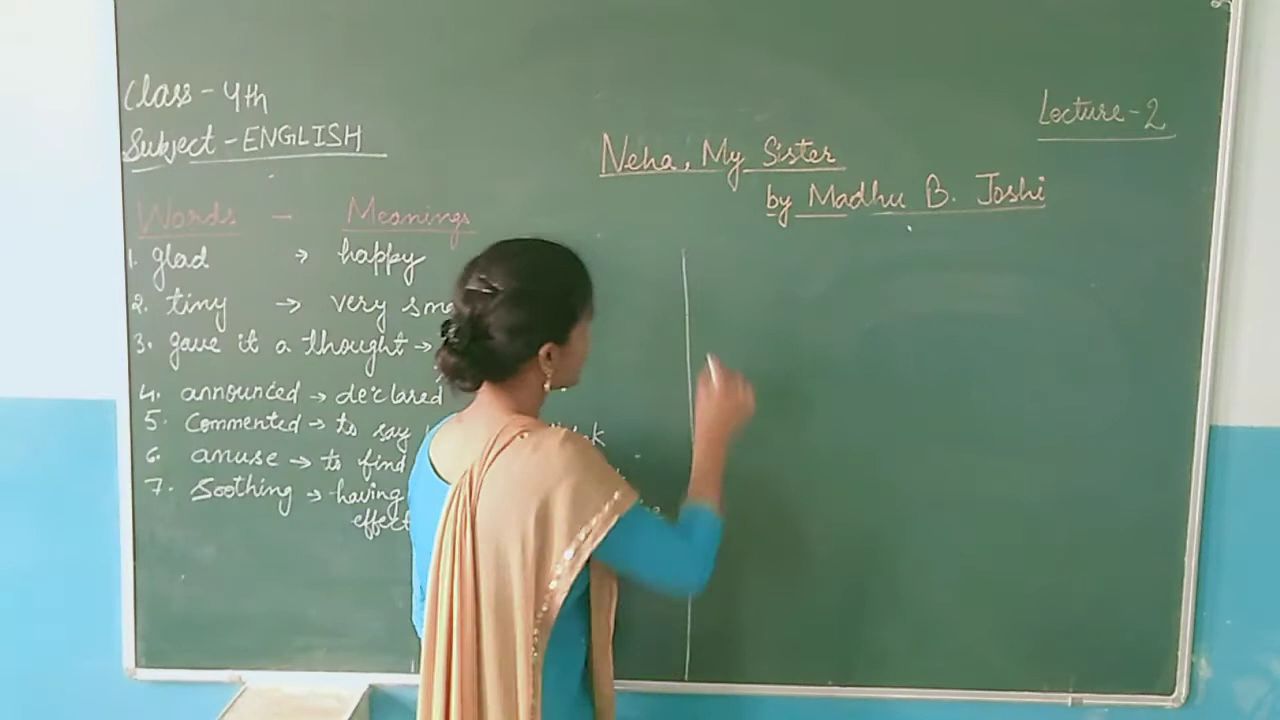 Class - 4th
Subject - ENGLISH
Lecture - 2
Neha, My Sister
by Madhu B. Joshi
Words - Meanings
1. glad → happy
2. tiny → very
3. gave it a thought →
4. announced → declared
5. Commented → to say
6. amuse → to find
7. Soothing → having
effect